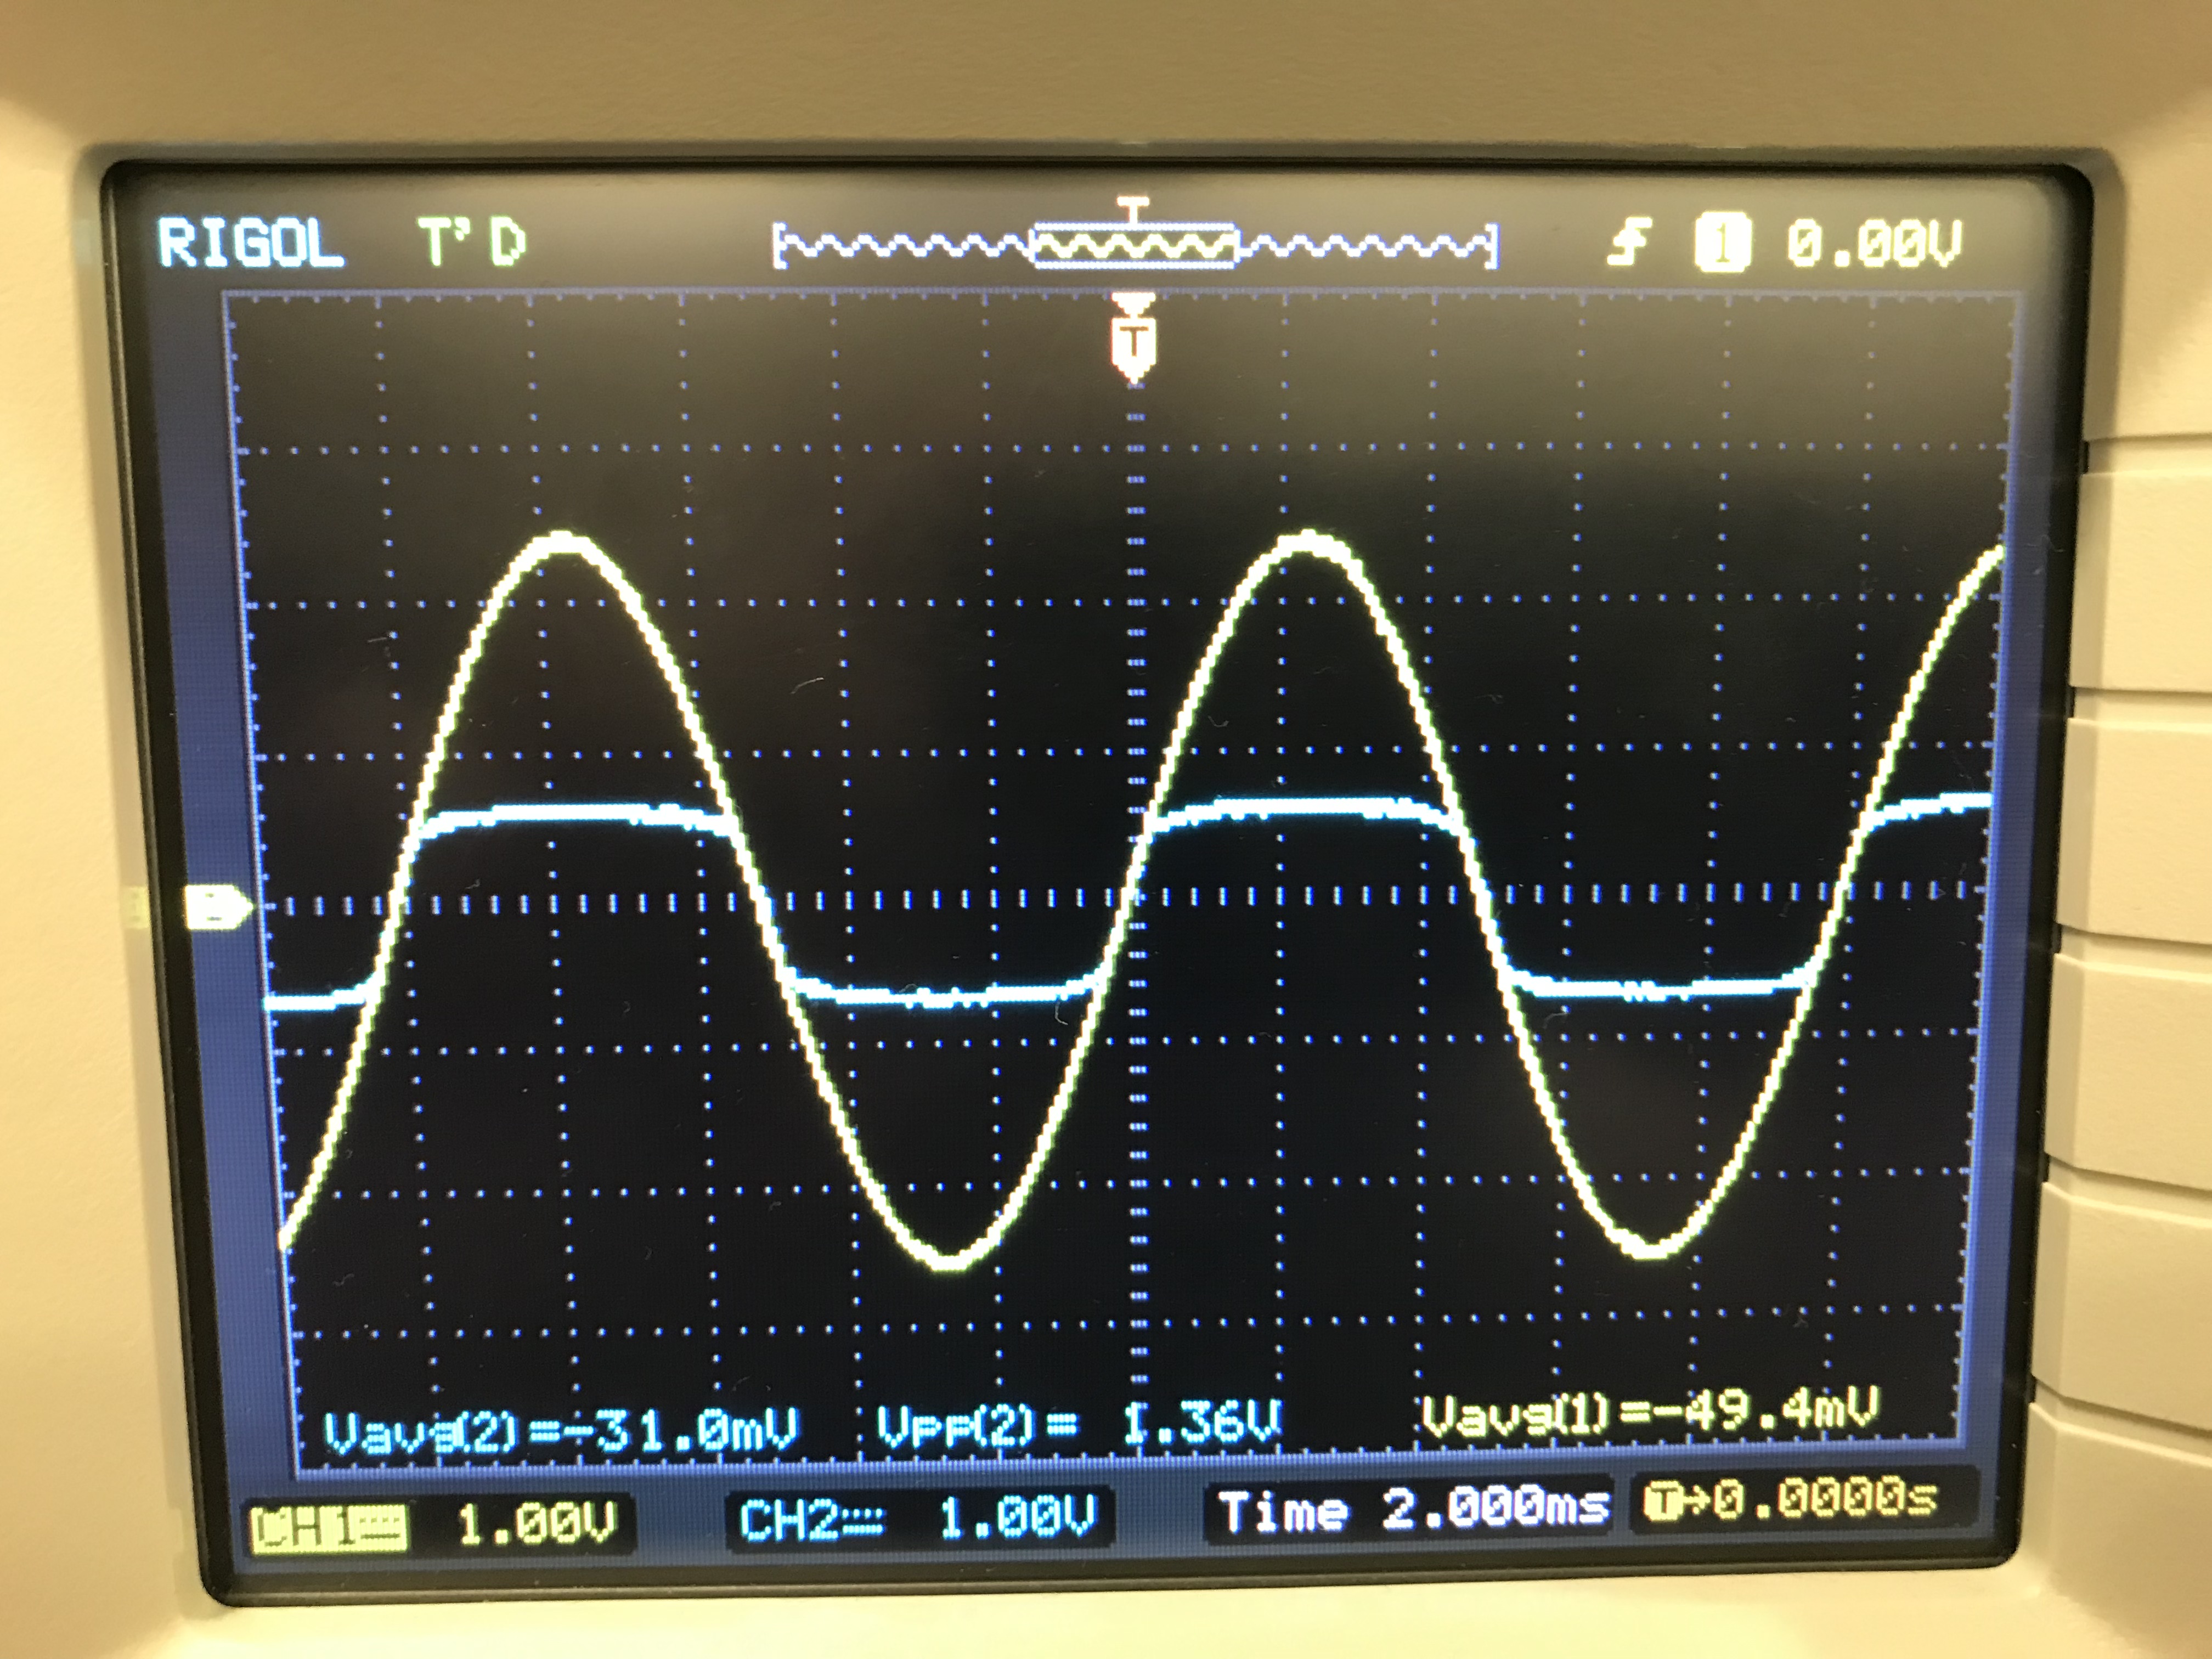 RIGOL T'D T 1 0.00V
T
Vavg(2)=-31.0mV Vpp(2)= 1.36V Vavg(1)=-49.4mV
CH1 1.00V CH2 1.00V Time 2.000ms T→0.0000s